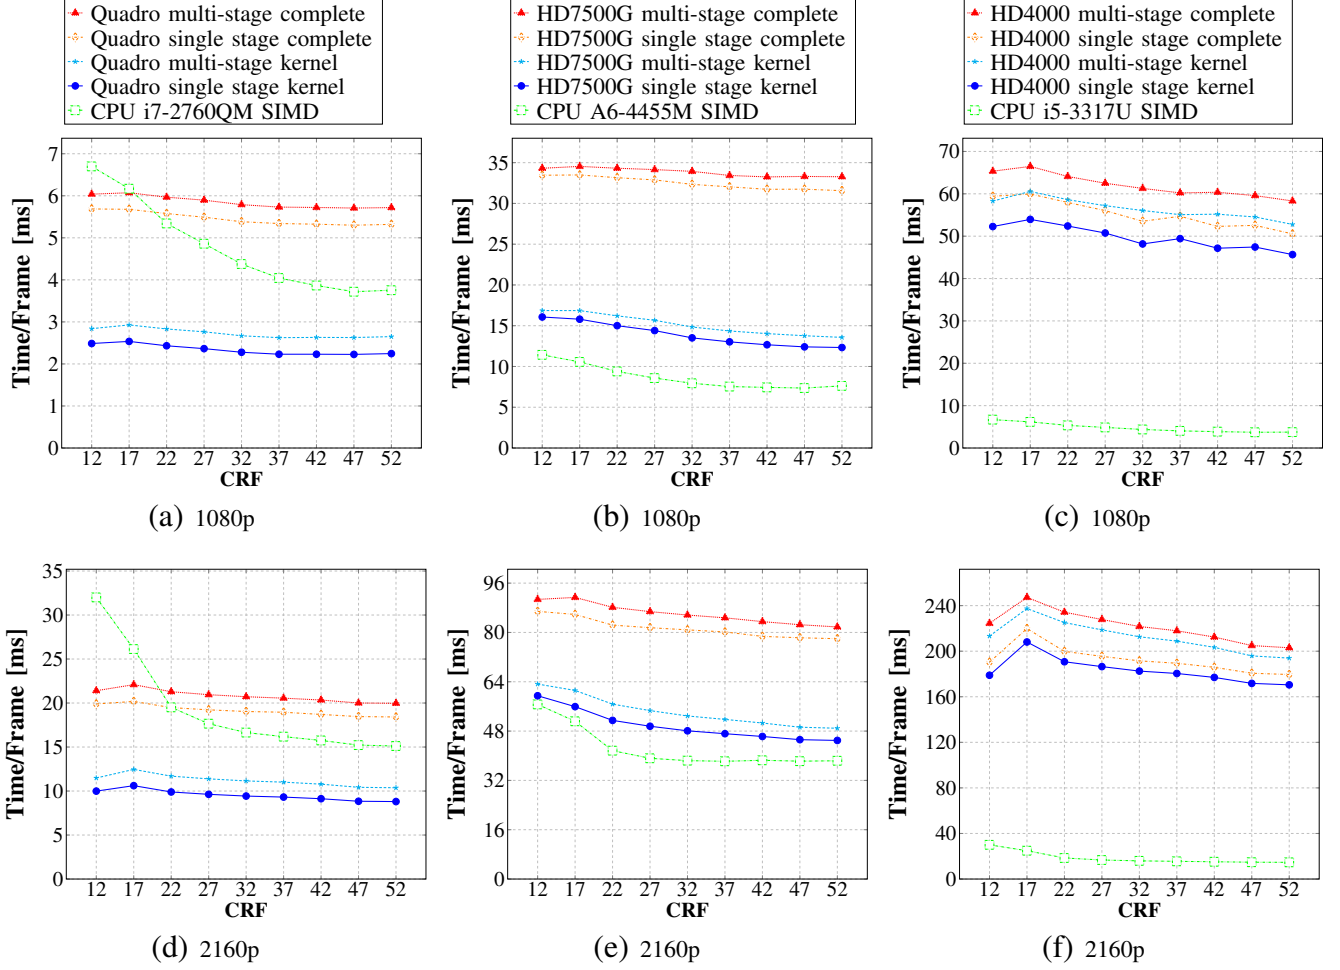 Quadro multi-stage complete
Quadro single stage complete
Quadro multi-stage kernel
Quadro single stage kernel
CPU i7-2760QM SIMD
7
6
5
4
3
2
1
0
Time/Frame [ms]
12 17 22 27 32 37 42 47 52
CRF
(a) 1080p
HD7500G multi-stage complete
HD7500G single stage complete
HD7500G multi-stage kernel
HD7500G single stage kernel
CPU A6-4455M SIMD
35
30
25
20
15
10
5
0
Time/Frame [ms]
12 17 22 27 32 37 42 47 52
CRF
(b) 1080p
HD4000 multi-stage complete
HD4000 single stage complete
HD4000 multi-stage kernel
HD4000 single stage kernel
CPU i5-3317U SIMD
70
60
50
40
30
20
10
0
Time/Frame [ms]
12 17 22 27 32 37 42 47 52
CRF
(c) 1080p
35
30
25
20
15
10
5
0
Time/Frame [ms]
12 17 22 27 32 37 42 47 52
CRF
(d) 2160p
96
80
64
48
32
16
0
Time/Frame [ms]
12 17 22 27 32 37 42 47 52
CRF
(e) 2160p
240
200
160
120
80
40
0
Time/Frame [ms]
12 17 22 27 32 37 42 47 52
CRF
(f) 2160p